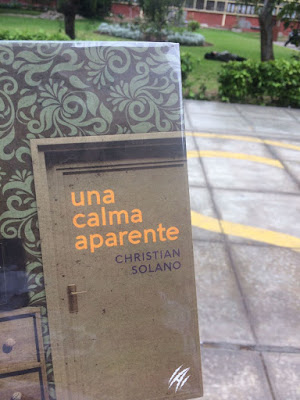 una
calma
aparente
CHRISTIAN
SOLANO